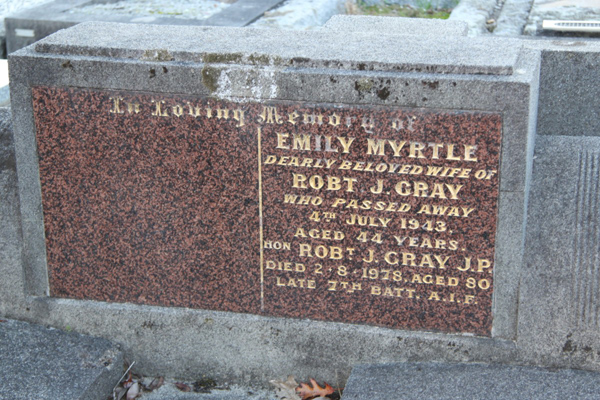 In Loving Memory of
EMILY MYRTLE
DEARLY BELOVED WIFE OF
ROBT J. GRAY
WHO PASSED AWAY
4TH JULY 1943
AGED 44 YEARS.
HON ROBT. J. GRAY J.P.
DIED 2-8-1978. AGED 80
LATE 7TH BATT. A.I.F.